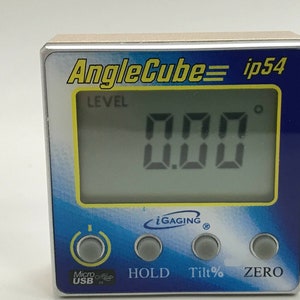 AngleCube ip54
LEVEL
0.00°
iGAGING®
Micro USB HOLD Tilt% ZERO